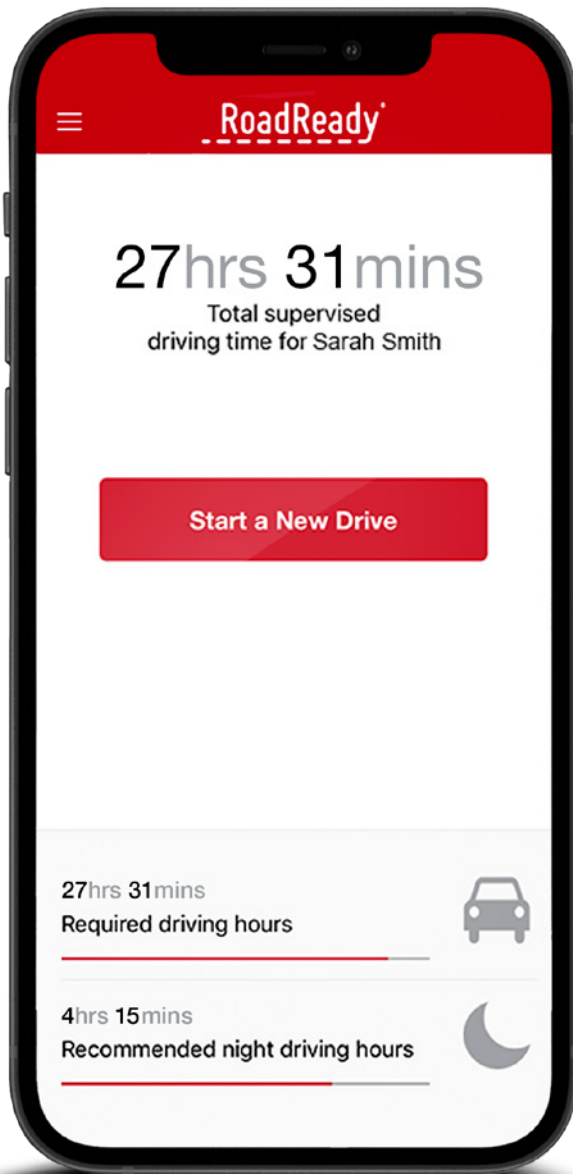 RoadReady
27hrs 31mins
Total supervised
driving time for Sarah Smith
Start a New Drive
27hrs 31mins
Required driving hours
4hrs 15mins
Recommended night driving hours